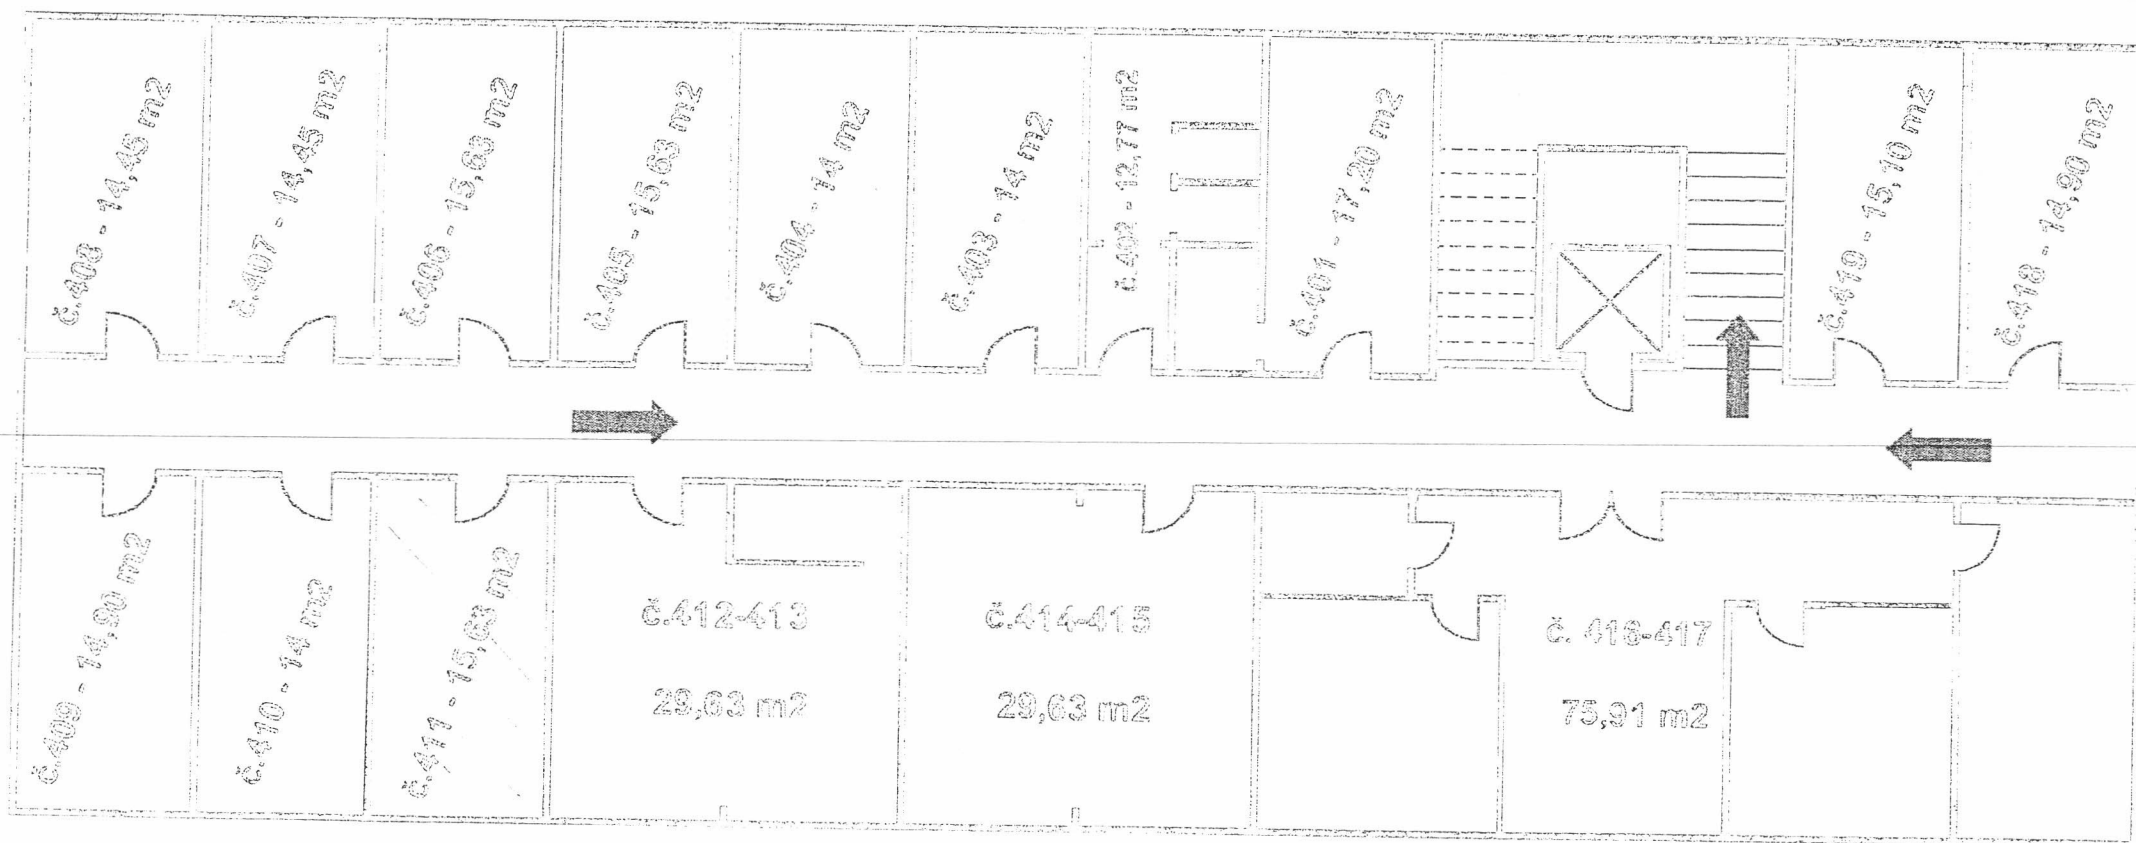 č.408 - 14,45 m2
č.407 - 14,45 m2
č.406 - 15,63 m2
č.405 - 15,63 m2
č.404 - 14 m2
č.403 - 14 m2
č.402 - 12,77 m2
č.401 - 17,20 m2
č.419 - 15,10 m2
č.418 - 14,90 m2
č.409 - 14,90 m2
č.410 - 14 m2
č.411 - 15,63 m2
č.412-413
29,63 m2
č.414-415
29,63 m2
č. 416-417
75,91 m2